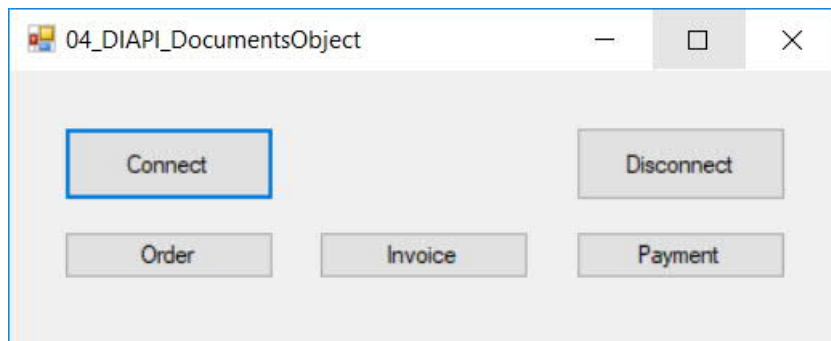 04_DIAPI_DocumentsObject
Connect
Disconnect
Order
Invoice
Payment